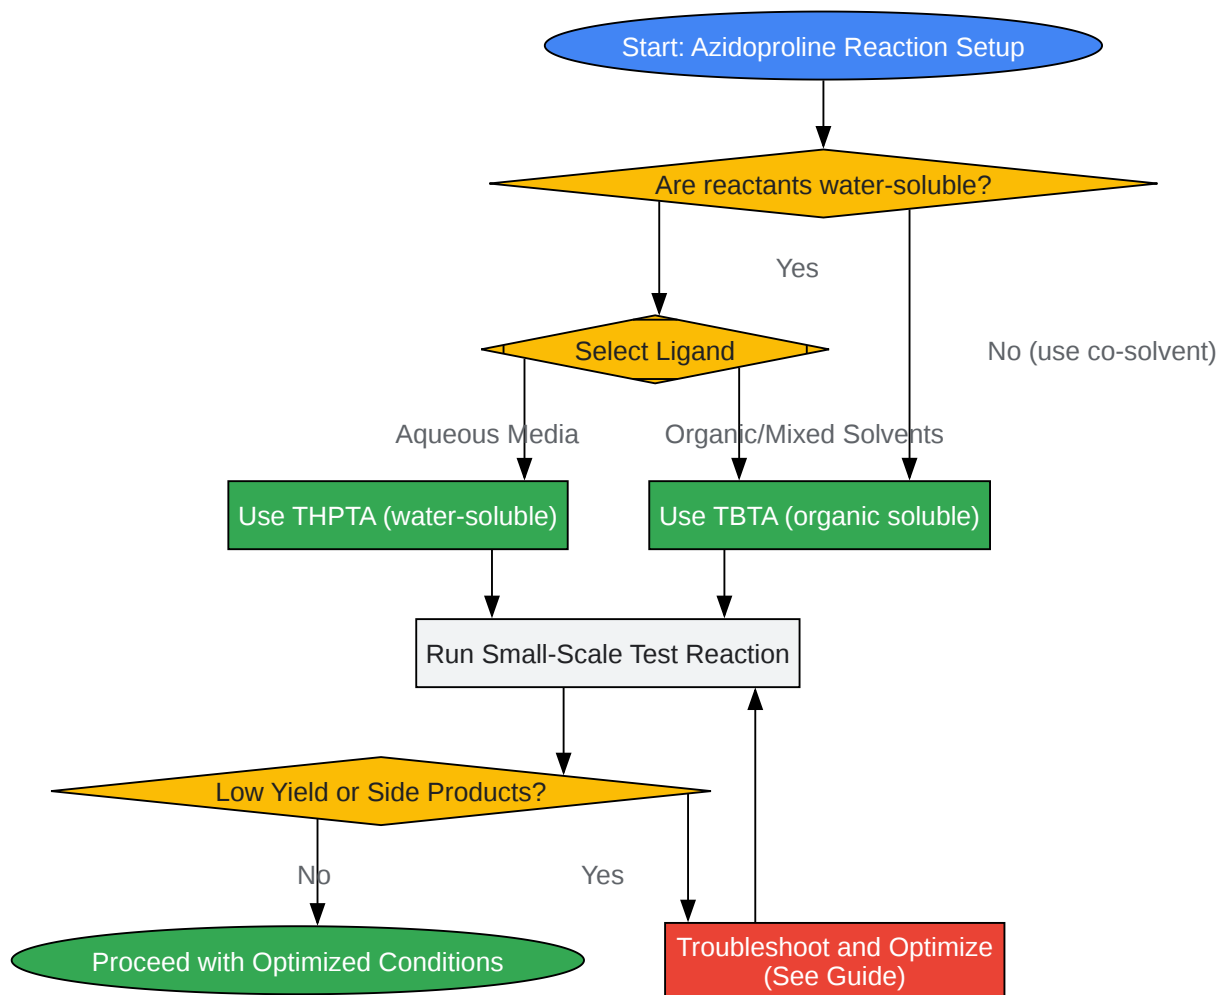 Start: Azidoproline Reaction Setup
Are reactants water-soluble?
Yes
Select Ligand
No (use co-solvent)
Aqueous Media
Organic/Mixed Solvents
Use THPTA (water-soluble)
Use TBTA (organic soluble)
Run Small-Scale Test Reaction
Low Yield or Side Products?
No
Yes
Proceed with Optimized Conditions
Troubleshoot and Optimize
(See Guide)